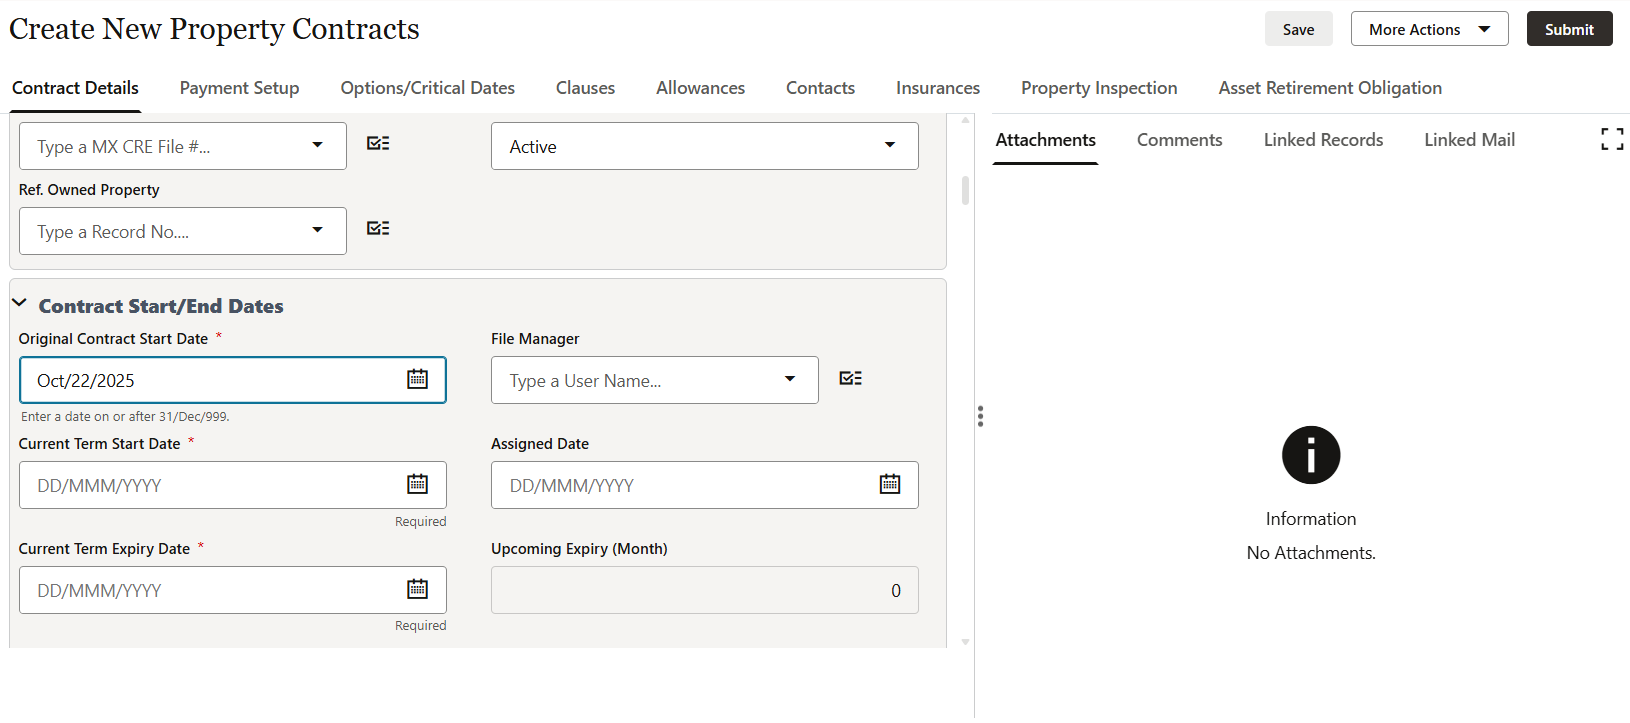 Create New Property Contracts
Save
More Actions
Submit
Contract Details
Payment Setup
Options/Critical Dates
Clauses
Allowances
Contacts
Insurances
Property Inspection
Asset Retirement Obligation
Type a MX CRE File #...
Active
Ref. Owned Property
Type a Record No....
Contract Start/End Dates
Original Contract Start Date *
File Manager
Oct/22/2025
Type a User Name...
Enter a date on or after 31/Dec/999.
Current Term Start Date *
Assigned Date
DD/MMM/YYYY
DD/MMM/YYYY
Required
Current Term Expiry Date *
Upcoming Expiry (Month)
DD/MMM/YYYY
0
Required
Attachments
Comments
Linked Records
Linked Mail
Information
No Attachments.